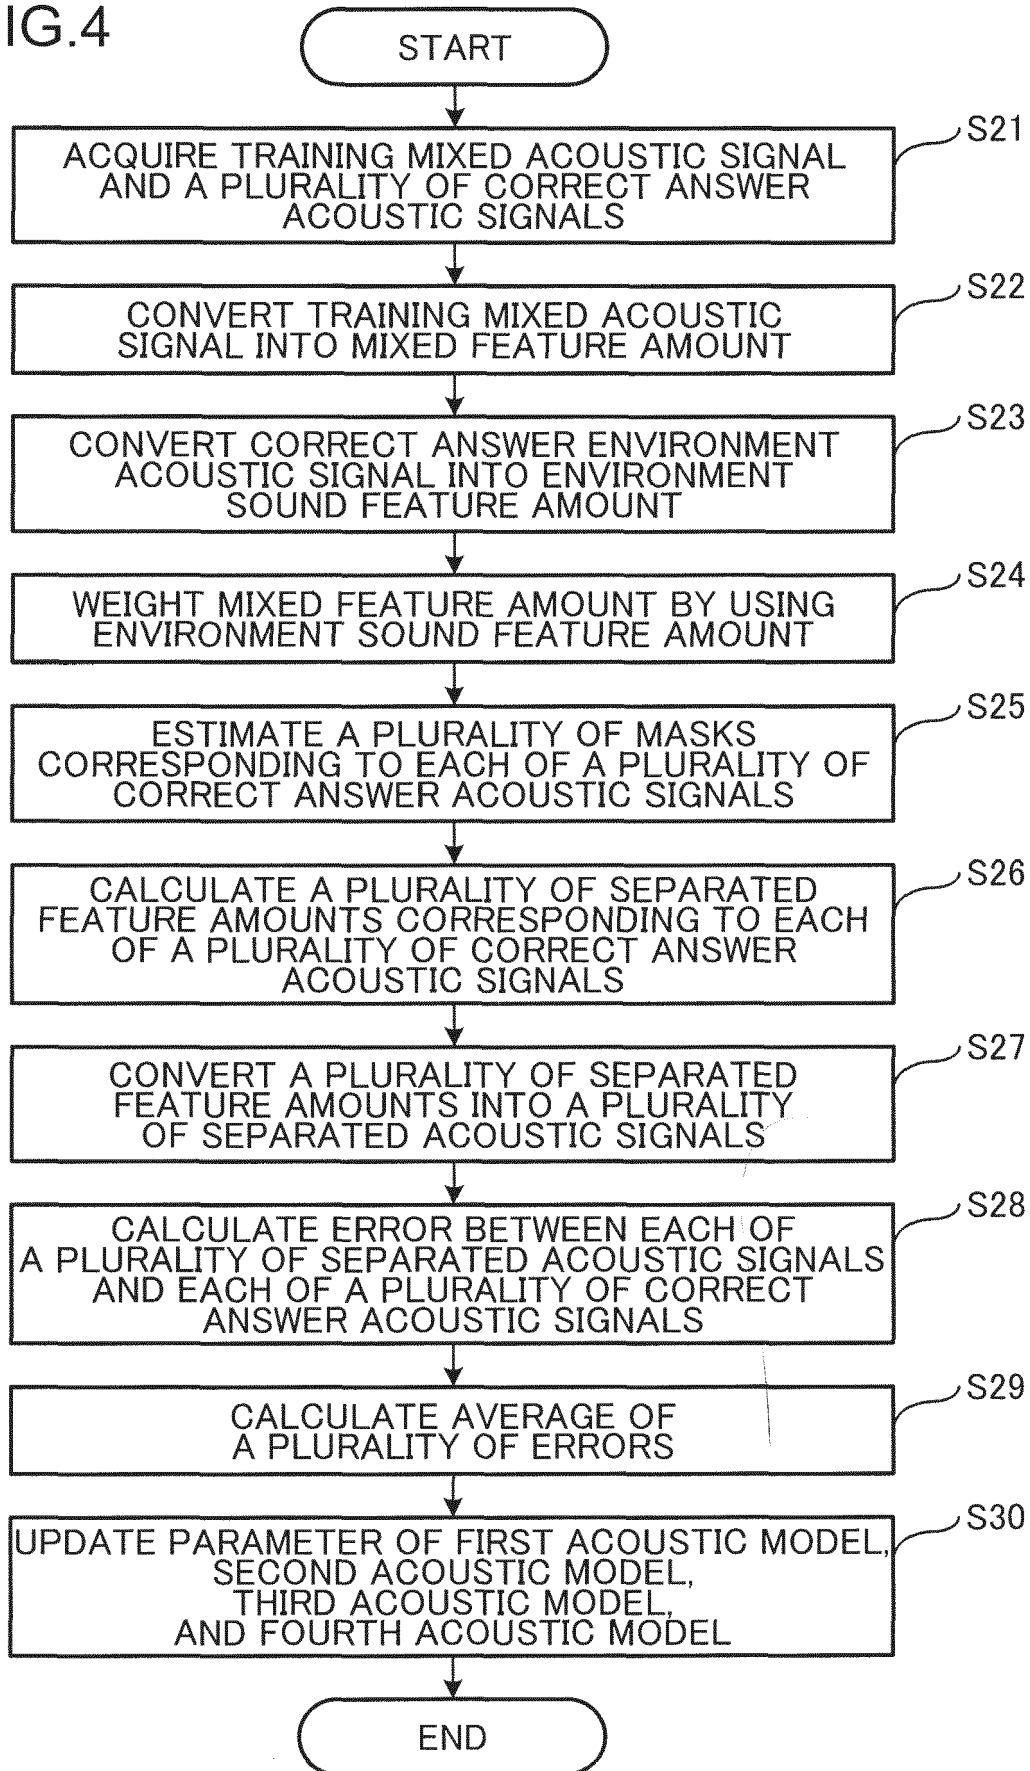 IG.4
START
S21
ACQUIRE TRAINING MIXED ACOUSTIC SIGNAL
AND A PLURALITY OF CORRECT ANSWER
ACOUSTIC SIGNALS
S22
CONVERT TRAINING MIXED ACOUSTIC
SIGNAL INTO MIXED FEATURE AMOUNT
S23
CONVERT CORRECT ANSWER ENVIRONMENT
ACOUSTIC SIGNAL INTO ENVIRONMENT
SOUND FEATURE AMOUNT
S24
WEIGHT MIXED FEATURE AMOUNT BY USING
ENVIRONMENT SOUND FEATURE AMOUNT
S25
ESTIMATE A PLURALITY OF MASKS
CORRESPONDING TO EACH OF A PLURALITY OF
CORRECT ANSWER ACOUSTIC SIGNALS
S26
CALCULATE A PLURALITY OF SEPARATED
FEATURE AMOUNTS CORRESPONDING TO EACH
OF A PLURALITY OF CORRECT ANSWER
ACOUSTIC SIGNALS
S27
CONVERT A PLURALITY OF SEPARATED
FEATURE AMOUNTS INTO A PLURALITY
OF SEPARATED ACOUSTIC SIGNALS
S28
CALCULATE ERROR BETWEEN EACH OF
A PLURALITY OF SEPARATED ACOUSTIC SIGNALS
AND EACH OF A PLURALITY OF CORRECT
ANSWER ACOUSTIC SIGNALS
S29
CALCULATE AVERAGE OF
A PLURALITY OF ERRORS
S30
UPDATE PARAMETER OF FIRST ACOUSTIC MODEL,
SECOND ACOUSTIC MODEL,
THIRD ACOUSTIC MODEL,
AND FOURTH ACOUSTIC MODEL
END